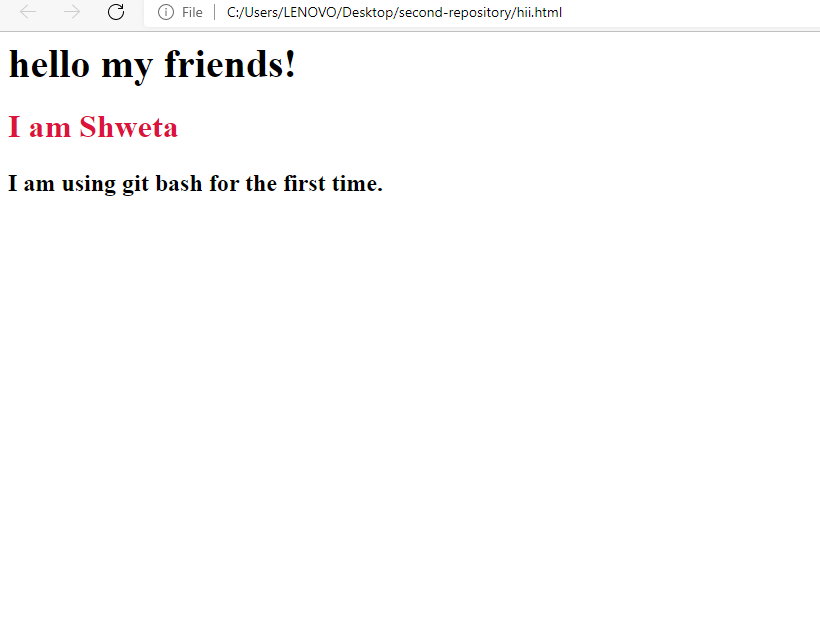 File
C:/Users/LENOVO/Desktop/second-repository/hii.html
hello my friends!
I am Shweta
I am using git bash for the first time.